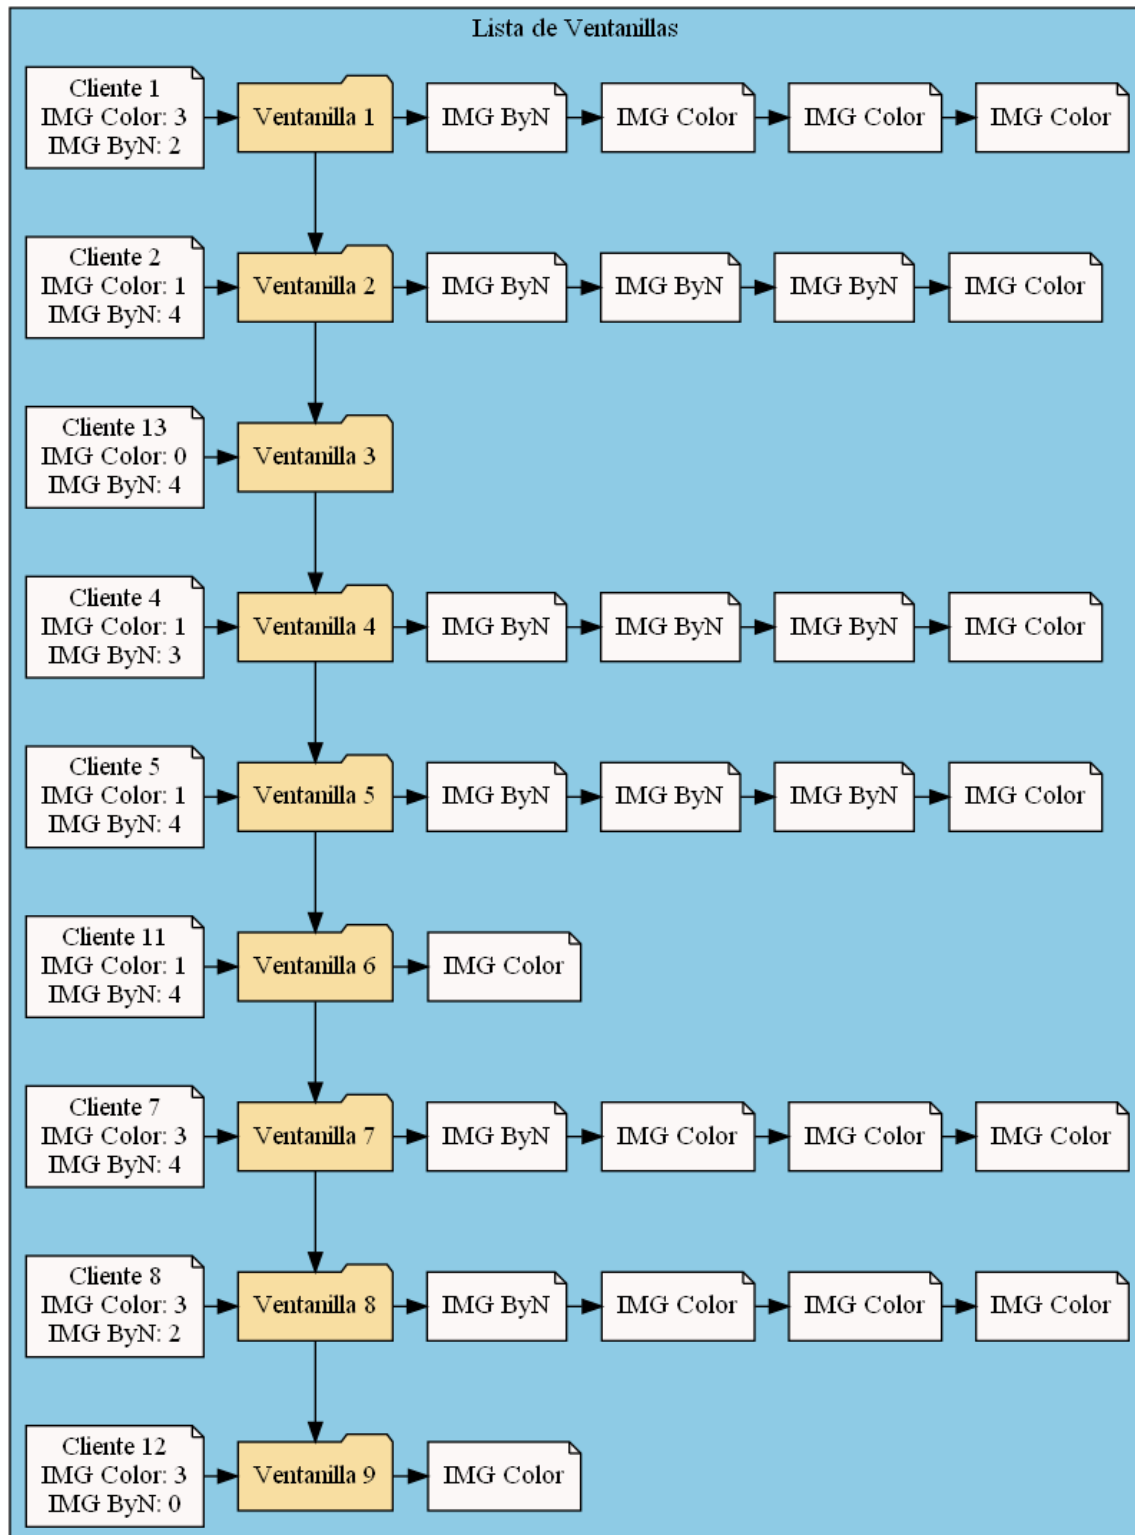 Lista de Ventanillas
Cliente 1
IMG Color: 3
IMG ByN: 2
Ventanilla 1
IMG ByN
IMG Color
IMG Color
IMG Color
Cliente 2
IMG Color: 1
IMG ByN: 4
Ventanilla 2
IMG ByN
IMG ByN
IMG ByN
IMG Color
Cliente 13
IMG Color: 0
IMG ByN: 4
Ventanilla 3
Cliente 4
IMG Color: 1
IMG ByN: 3
Ventanilla 4
IMG ByN
IMG ByN
IMG ByN
IMG Color
Cliente 5
IMG Color: 1
IMG ByN: 4
Ventanilla 5
IMG ByN
IMG ByN
IMG ByN
IMG Color
Cliente 11
IMG Color: 1
IMG ByN: 4
Ventanilla 6
IMG Color
Cliente 7
IMG Color: 3
IMG ByN: 4
Ventanilla 7
IMG ByN
IMG Color
IMG Color
IMG Color
Cliente 8
IMG Color: 3
IMG ByN: 2
Ventanilla 8
IMG ByN
IMG Color
IMG Color
IMG Color
Cliente 12
IMG Color: 3
IMG ByN: 0
Ventanilla 9
IMG Color